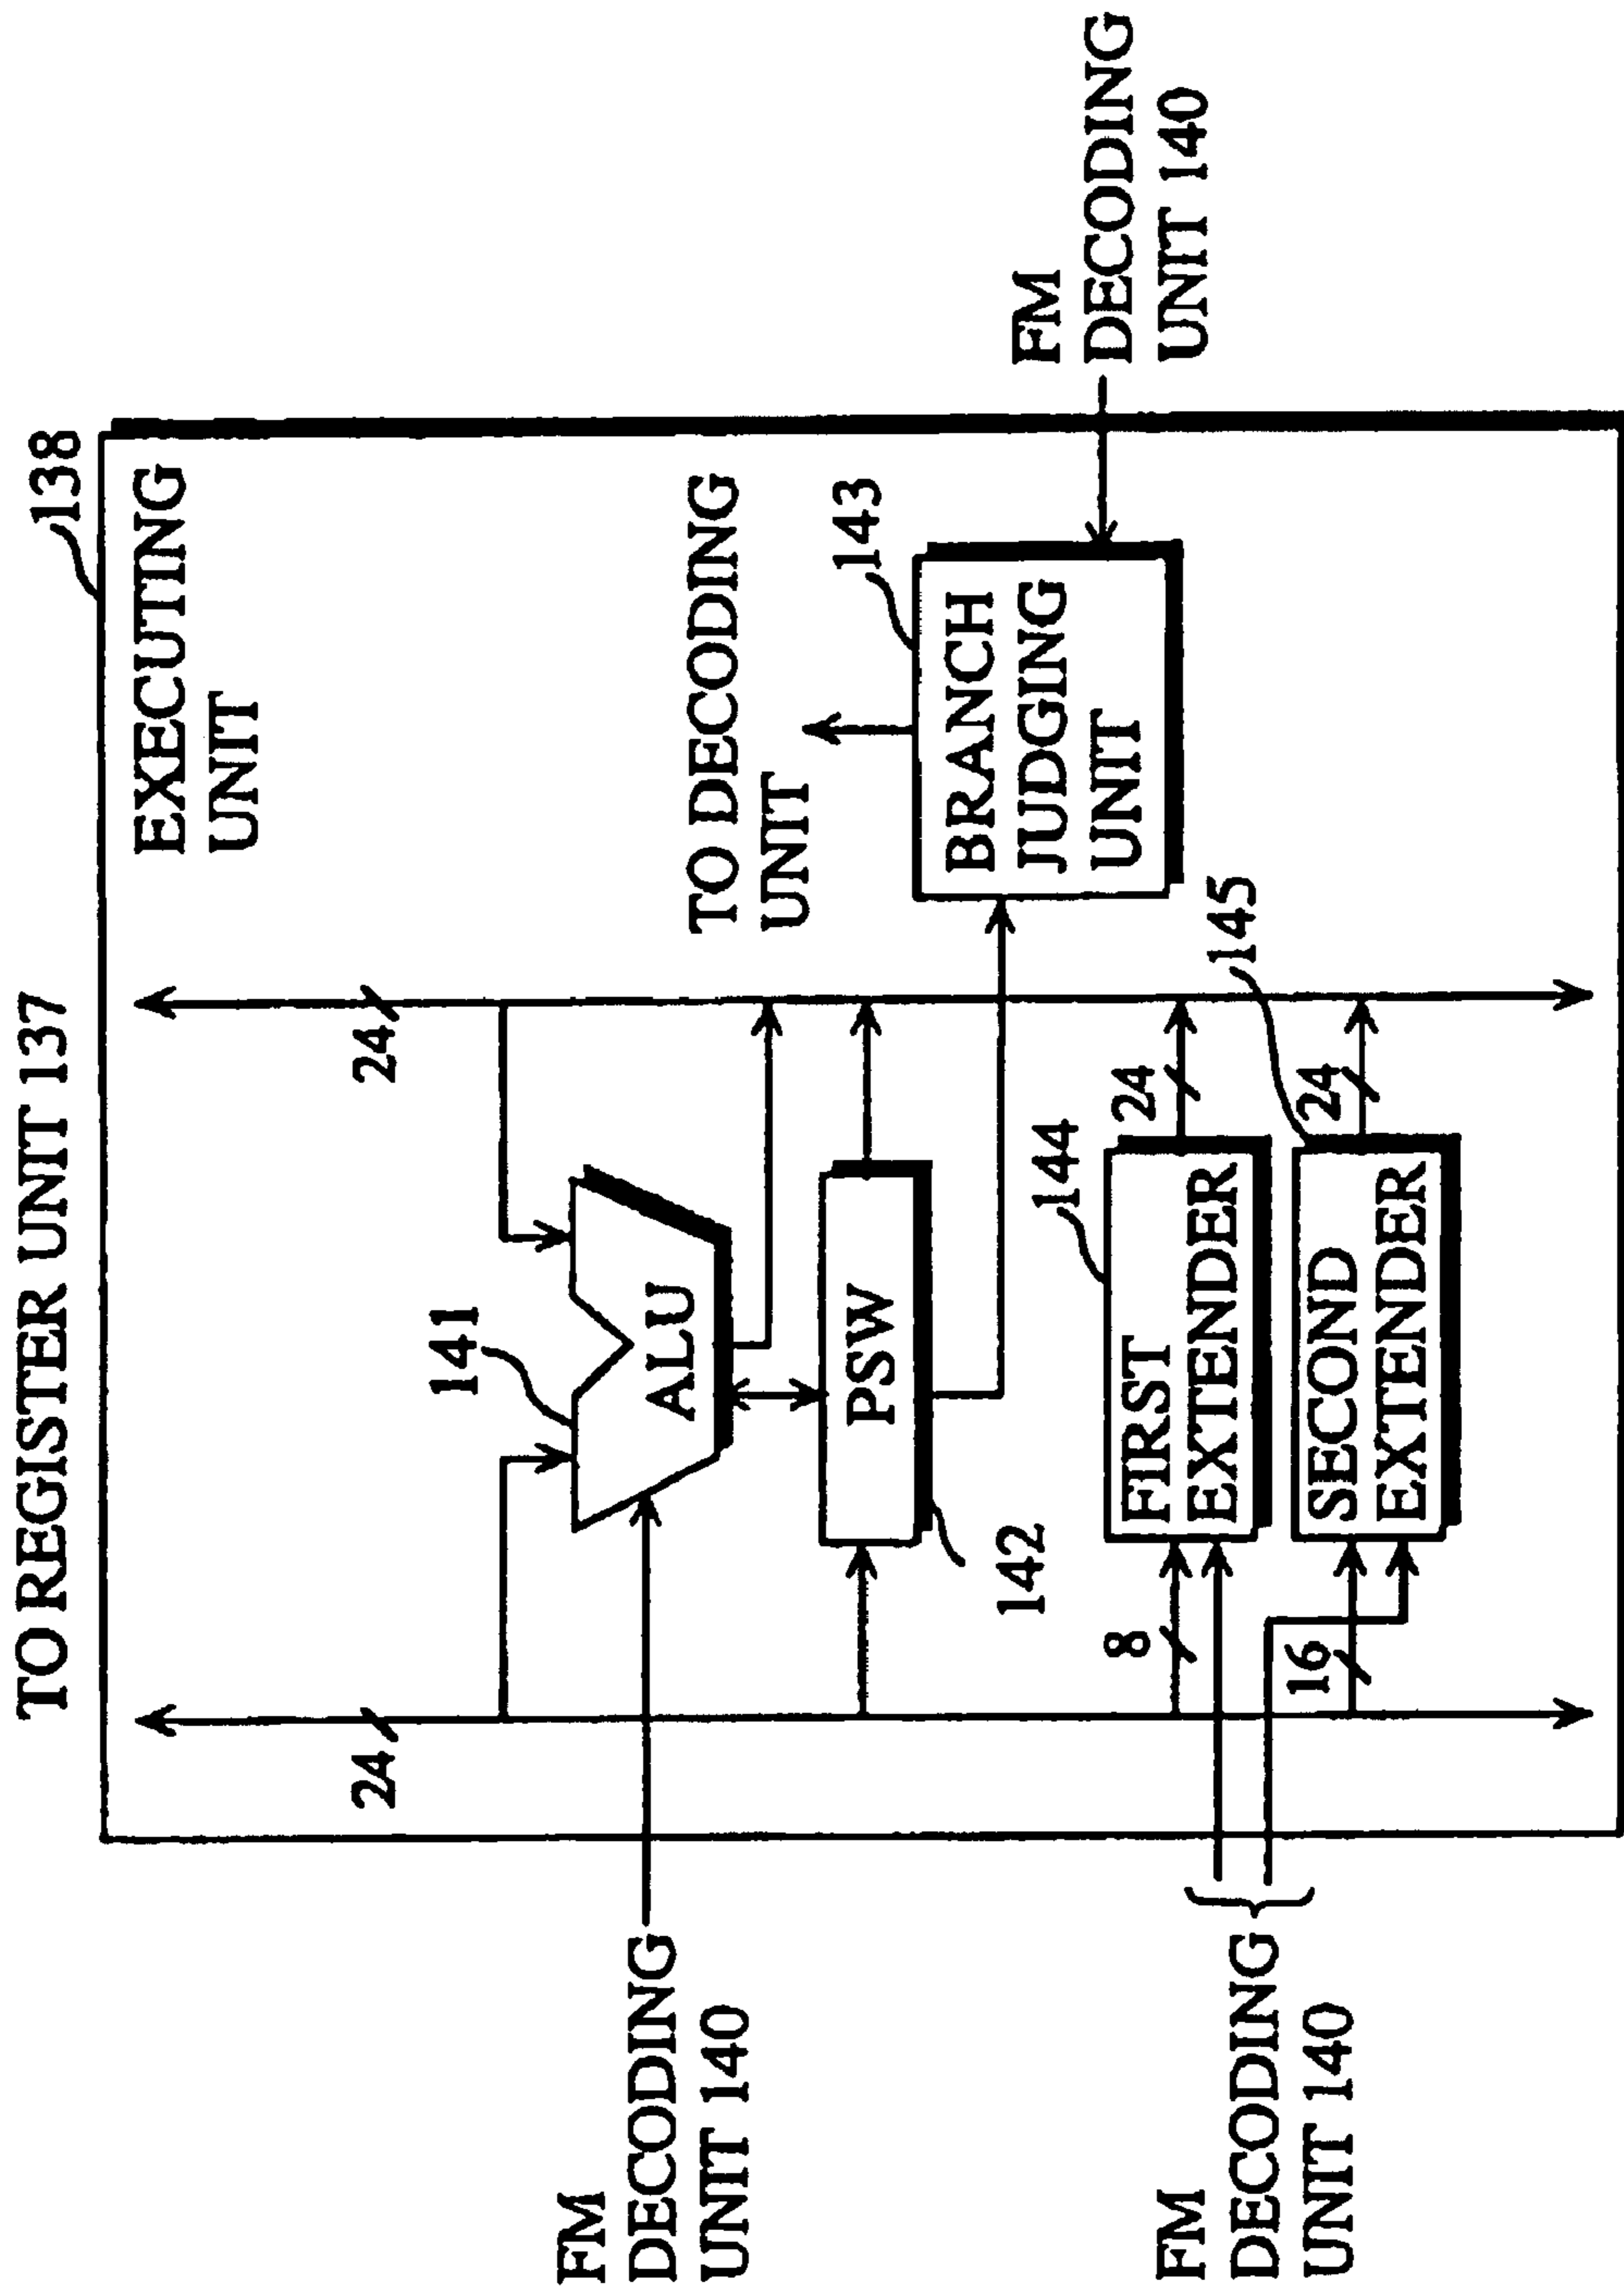 TO REGISTER UNIT 137
138
EXECUTING
UNIT
24
24
141
ALU
TO DECODING
UNIT
143
FM
DECODING
UNIT 140
PSW
142
BRANCH
JUDGING
UNIT
FM
DECODING
UNIT 140
144
145
8
FIRST
EXTENDER
24
16
SECOND
EXTENDER
24
FM
DECODING
UNIT 140